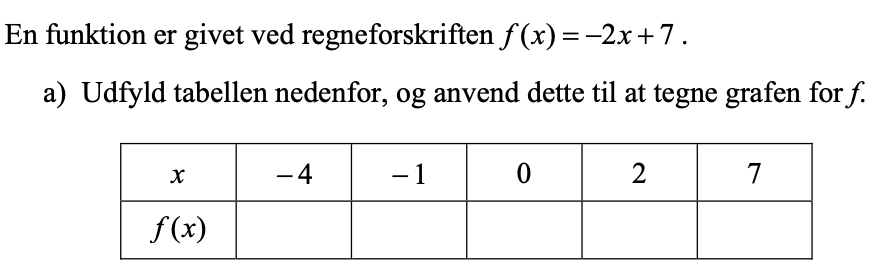 En funktion er givet ved regneforskriften f(x) = −2x + 7 .
a) Udfyld tabellen nedenfor, og anvend dette til at tegne grafen for f.
x −4 −1 0 2 7
f(x)